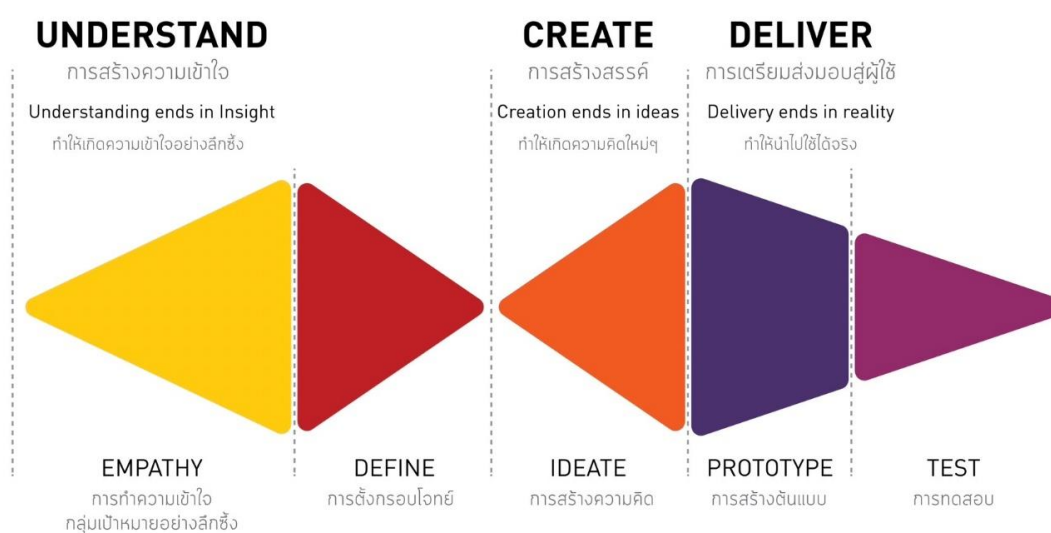 UNDERSTAND
การสร้างความเข้าใจ
Understanding ends in Insight
ทำให้เกิดความเข้าใจอย่างลึกซึ้ง
CREATE
การสร้างสรรค์
Creation ends in ideas
ทำให้เกิดความคิดใหม่ๆ
DELIVER
การเตรียมส่งมอบสู่ผู้ใช้
Delivery ends in reality
ทำให้นำไปใช้ได้จริง
EMPATHY
การทำความเข้าใจ
กลุ่มเป้าหมายอย่างลึกซึ้ง
DEFINE
การตั้งกรอบโจทย์
IDEATE
การสร้างความคิด
PROTOTYPE
การสร้างต้นแบบ
TEST
การทดสอบ